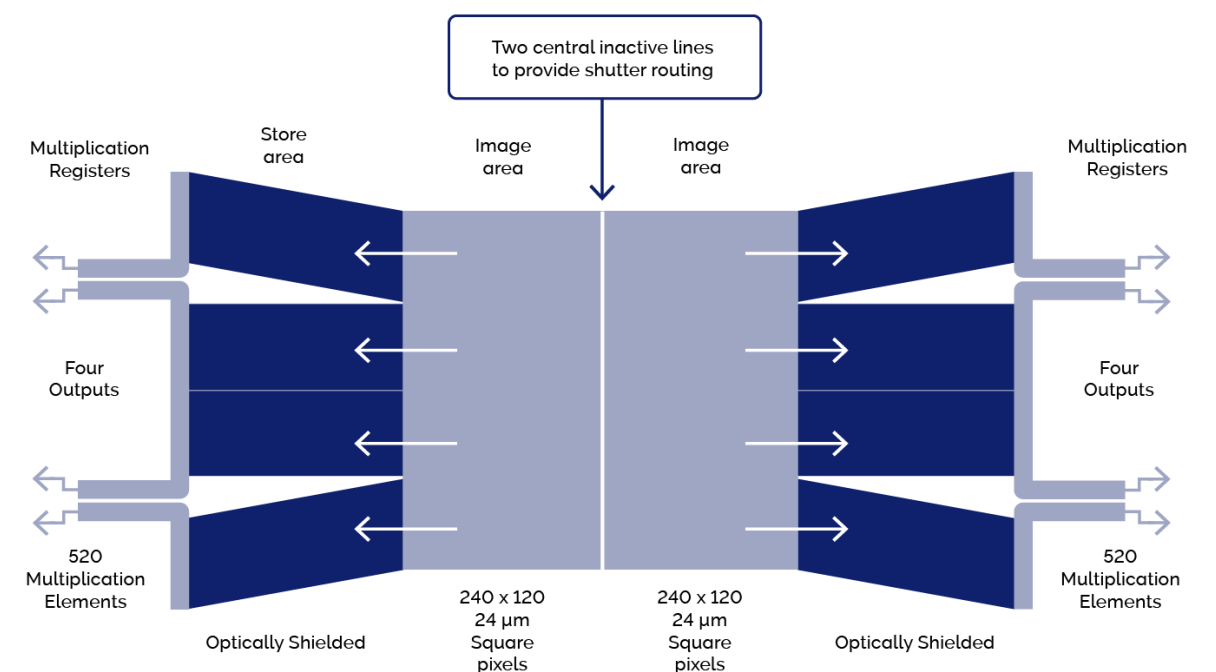 Two central inactive lines
to provide shutter routing
Multiplication
Registers
Store
area
Image
area
Image
area
Multiplication
Registers
Four
Outputs
Four
Outputs
520
Multiplication
Elements
Optically Shielded
240 x 120
24 µm
Square
pixels
240 x 120
24 µm
Square
pixels
Optically Shielded
520
Multiplication
Elements